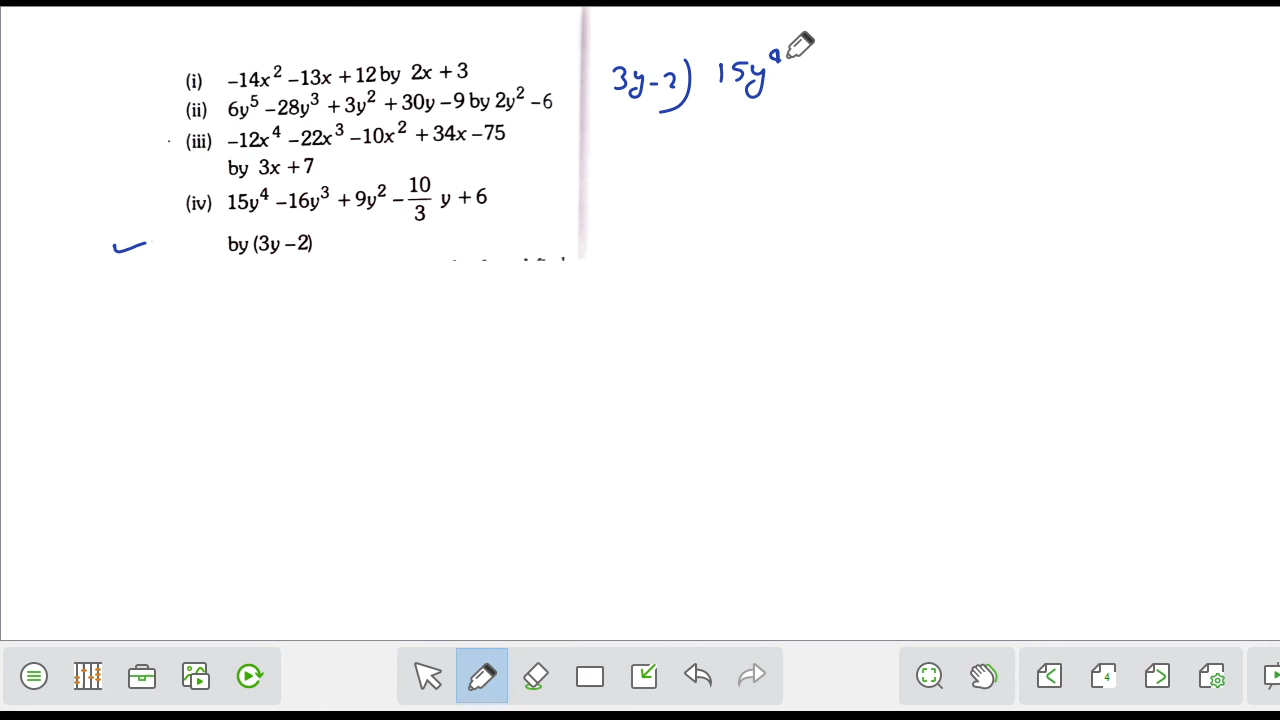 (i) −14x² −13x + 12 by 2x + 3
(ii) 6y⁵ −28y³ + 3y² + 30y − 9 by 2y² − 6
(iii) −12x⁴ −22x³ −10x² + 34x − 75
by 3x + 7
(iv) 15y⁴ −16y³ + 9y² − 10/3 y + 6
by (3y − 2)
3y - 2) 15y⁴
4